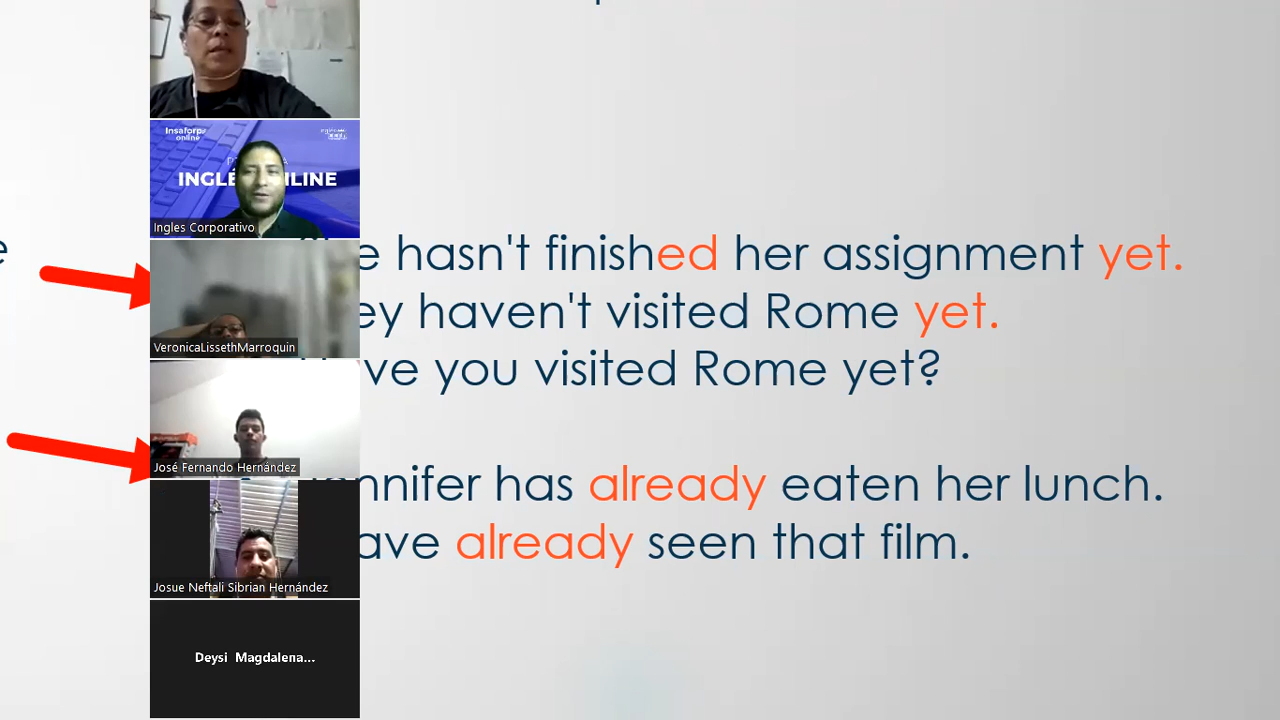 Insaforp
online
INGLÉ
LINE
Ingles Corporativo
e hasn't finished her assignment yet.
ey haven't visited Rome yet.
VeronicaLissethMarroquin
ve you visited Rome yet?
José Fernando Hernández
nnifer has already eaten her lunch.
ave already seen that film.
Josue Neftali Sibrian Hernández
Deysi Magdalena...